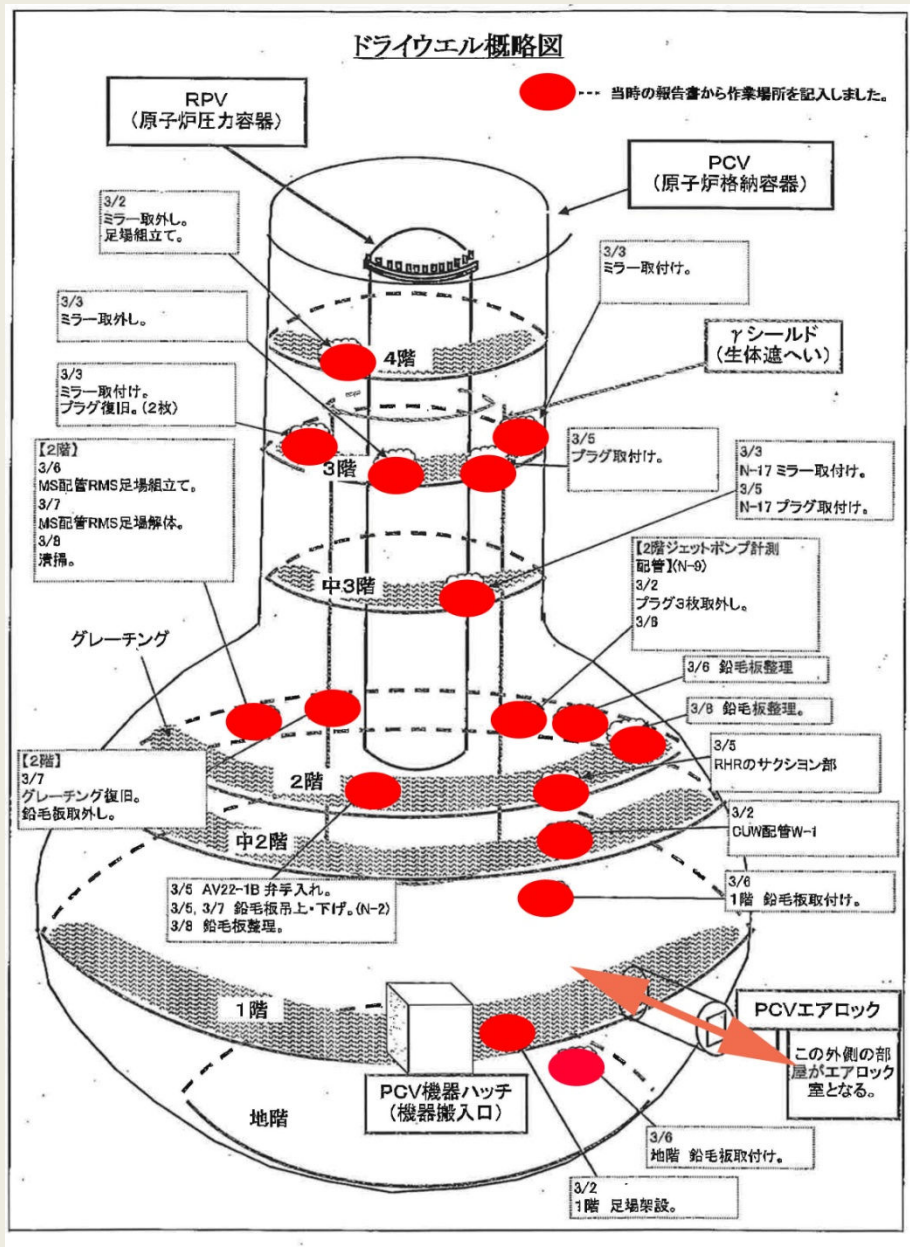 ドライウエル概略図
当時の報告書から作業場所を記入しました。
RPV
(原子炉圧力容器)
PCV
(原子炉格納容器)
3/2
ミラー取外し。
足場組立て。
3/3
ミラー取付け。
3/3
ミラー取外し。
γシールド
(生体遮へい)
4階
3/3
ミラー取付け。
プラグ復旧。(2枚)
3階
3/5
プラグ取付け。
3/3
N-17 ミラー取付け。
3/5
N-17 プラグ取付け。
【2階】
3/6
MS配管RMS足場組立て。
3/7
MS配管RMS足場解体。
3/8
清掃。
中3階
【2階ジェットポンプ計測
配管】(N-9)
3/2
プラグ3枚取外し。
3/6
グレーチング
3/6 鉛毛板整理
3/8 鉛毛板整理。
【2階】
3/7
グレーチング復旧。
鉛毛板取外し。
2階
3/5
RHRのサクション部
中2階
3/2
CUW配管W-1
3/5 AV22-1B 弁手入れ。
3/5, 3/7 鉛毛板吊上・下げ。(N-2)
3/8 鉛毛板整理。
3/6
1階 鉛毛板取付け。
1階
PCVエアロック
この外側の部
屋がエアロック
室となる。
PCV機器ハッチ
(機器搬入口)
地階
3/6
地階 鉛毛板取付け。
3/2
1階 足場架設。